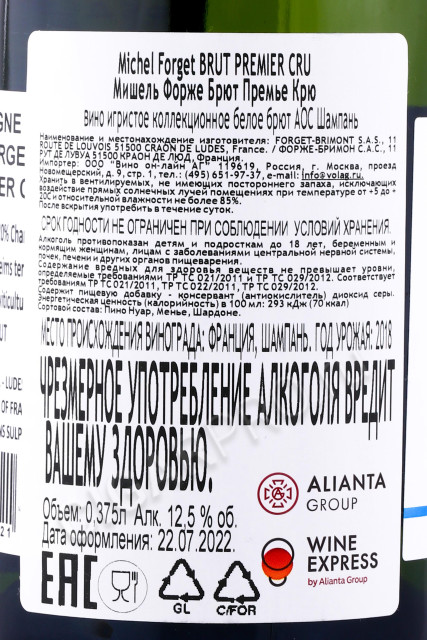 Michel Forget BRUT PREMIER CRU
Мишель Форже Брют Премье Крю
вино игристое коллекционное белое брют АОС Шампань
Наименование и местонахождение изготовителя: FORGET-BRIMONT S.A.S., 11
ROUTE DE LOUVOIS 51500 CRAON DE LUDES, France. / ФОРЖЕ-БРИМОН С.А.С., 11
РУТ ДЕ ЛУВУА 51500 КРАОН ДЕ ЛЮД, Франция.
Импортер: ООО "Вино он-лайн АГ" 119619, Россия, г. Москва, проезд
Новомещерский, д. 9, стр. 1, тел.: (495) 651-97-37, e-mail: info@volag.ru.
Хранить в вентилируемых, не имеющих постороннего запаха, исключающих
воздействие прямых солнечных лучей помещениях при температуре от +5 до +
20С и относительной влажности не более 85%.
После вскрытия употребить в течение суток.
СРОК ГОДНОСТИ НЕ ОГРАНИЧЕН ПРИ СОБЛЮДЕНИИ УСЛОВИЙ ХРАНЕНИЯ.
Алкоголь противопоказан детям и подросткам до 18 лет, беременным и
кормящим женщинам, лицам с заболеваниями центральной нервной системы,
почек, печени и других органов пищеварения.
Содержание вредных для здоровья веществ не превышает уровни,
определяемые требованиями ТР ТС 021/2011 и ТР ТС 029/2012. Соответствует
требованиям ТР ТС 021/2011, ТР ТС 022/2011, ТР ТС 029/2012.
Содержит пищевую добавку - консервант (антиокислитель) диоксид серы.
Энергетическая ценность (калорийность) в 100 мл: 293 кДж (70 ккал)
Сортовой состав: Пино Нуар, Менье, Шардоне.
МЕСТО ПРОИСХОЖДЕНИЯ ВИНОГРАДА: ФРАНЦИЯ, ШАМПАНЬ. ГОД УРОЖАЯ: 2018
ЧРЕЗМЕРНОЕ УПОТРЕБЛЕНИЕ АЛКОГОЛЯ ВРЕДИТ
ВАШЕМУ ЗДОРОВЬЮ.
ALIANTA
GROUP
Объем: 0,375л Алк. 12,5 % об.
Дата оформления: 22.07.2022.
WINE
EXPRESS
by Alianta Group
EAC
GL
C/FOR